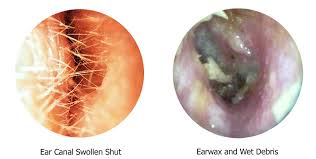 Ear Canal Swollen Shut
Earwax and Wet Debris